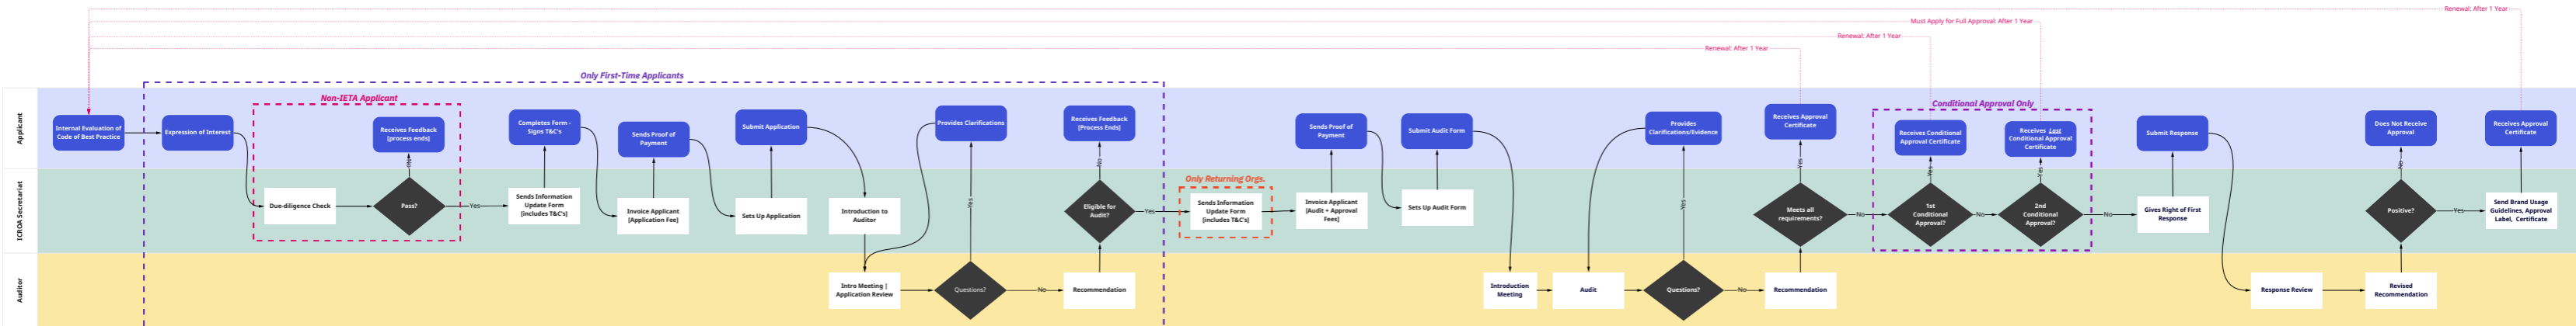 Renewal: After 1 Year
Must Apply for Full Approval: After 1 Year
Renewal: After 1 Year
Renewal: After 1 Year
Only First-Time Applicants
Non-IETA Applicant
Conditional Approval Only
Only Returning Orgs.
Applicant
Internal Evaluation of
Code of Best Practice
Expression of Interest
Receives Feedback
[process ends]
Completes Form -
Signs T&C's
Sends Proof of
Payment
Submit Application
Provides Clarifications
Receives Feedback
[Process Ends]
Sends Proof of
Payment
Submit Audit Form
Provides
Clarifications/Evidence
Receives Approval
Certificate
Receives Conditional
Approval Certificate
Receives Last
Conditional Approval
Certificate
Submit Response
Does Not Receive
Approval
Receives Approval
Certificate
No
Yes
No
Yes
Yes
Yes
Yes
No
ICROA Secretariat
Due-diligence Check
Pass?
Yes
Sends Information
Update Form
[includes T&C's]
Invoice Applicant
[Application Fee]
Sets Up Application
Introduction to
Auditor
Eligible for
Audit?
Yes
Sends Information
Update Form
[includes T&C's]
Invoice Applicant
[Audit + Approval
Fees]
Sets Up Audit Form
Meets all
requirements?
No
1st
Conditional
Approval?
No
2nd
Conditional
Approval?
No
Gives Right of First
Response
Positive?
Yes
Send Brand Usage
Guidelines, Approval
Label, Certificate
Auditor
Intro Meeting |
Application Review
Questions?
No
Recommendation
Introduction
Meeting
Audit
Questions?
No
Recommendation
Response Review
Revised
Recommendation